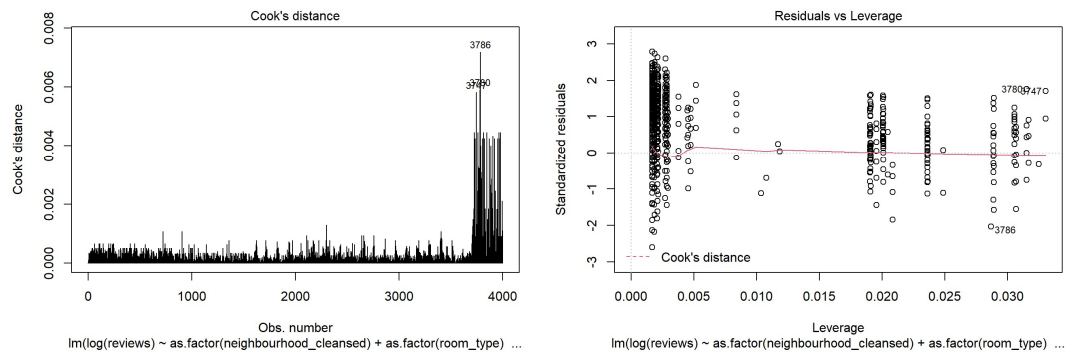 Cook's distance
Cook's distance
0.000 0.002 0.004 0.006 0.008
3786
3780
0 1000 2000 3000 4000
Obs. number
lm(log(reviews) ~ as.factor(neighbourhood_cleansed) + as.factor(room_type) ...
Residuals vs Leverage
Standardized residuals
-3 -2 -1 0 1 2 3
3780
3747
3786
Cook's distance
0.000 0.005 0.010 0.015 0.020 0.025 0.030
Leverage
lm(log(reviews) ~ as.factor(neighbourhood_cleansed) + as.factor(room_type) ...